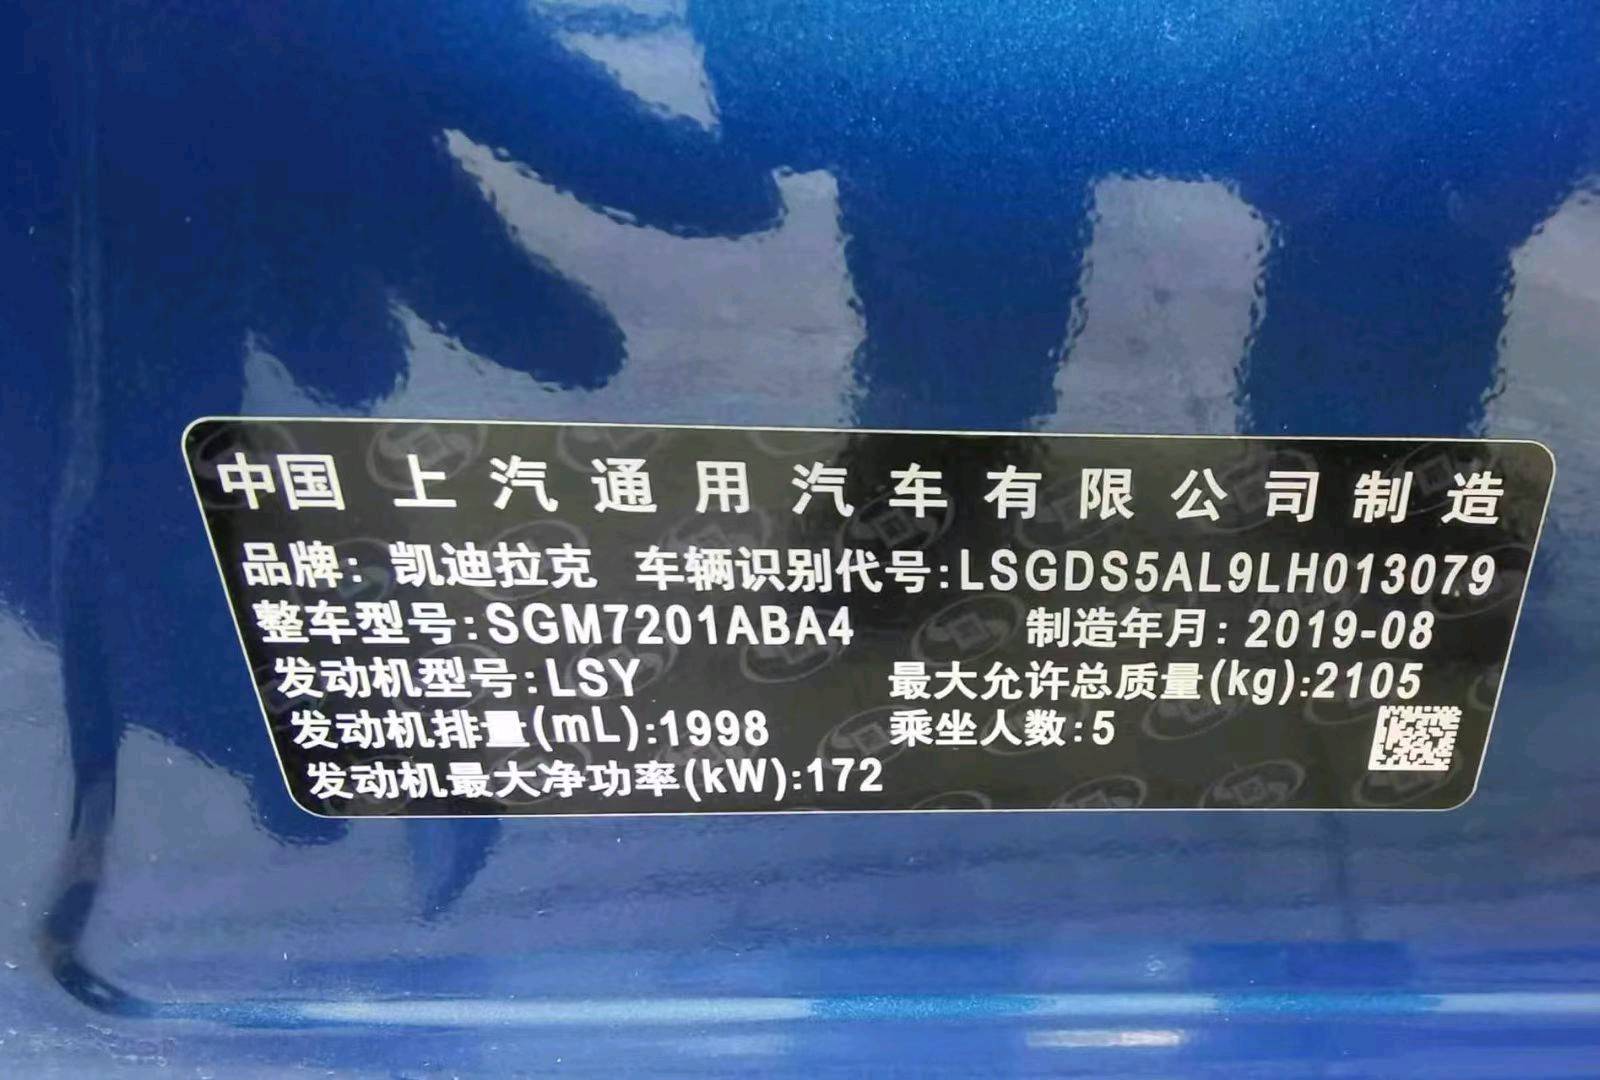 中国 上汽通用汽车有限公司制造
品牌: 凯迪拉克 车辆识别代号:LSGDS5AL9LH013079
整车型号:SGM7201ABA4 制造年月: 2019-08
发动机型号:LSY 最大允许总质量(kg):2105
发动机排量(mL):1998 乘坐人数:5
发动机最大净功率(kW):172